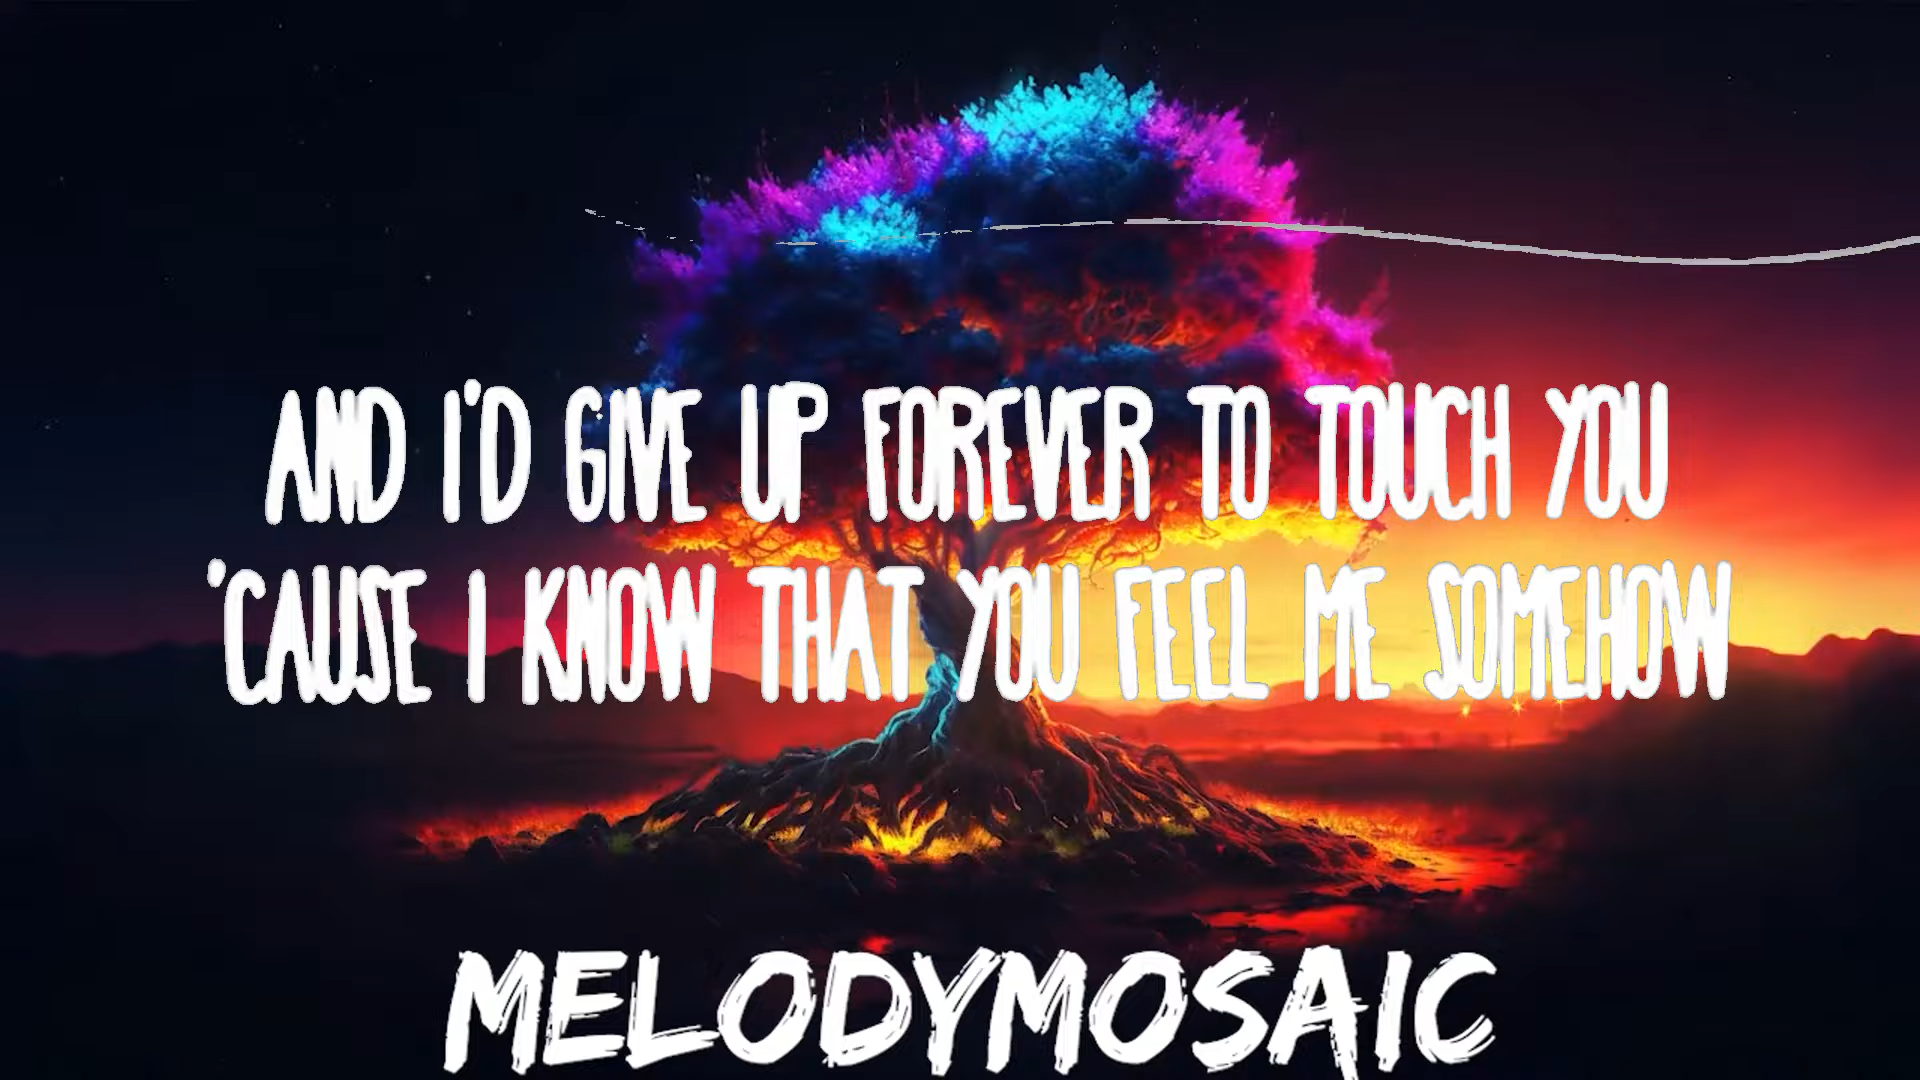 AND I'D GIVE UP FOREVER TO TOUCH YOU
'CAUSE I KNOW THAT YOU FEEL ME SOMEHOW
MELODYMOSAIC